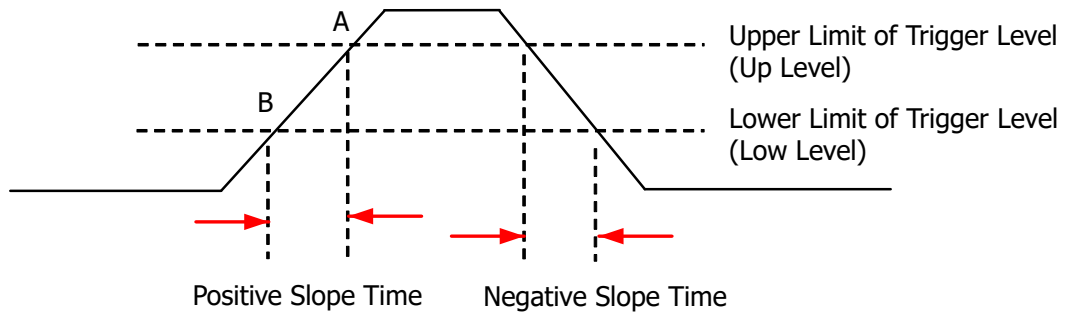 A
Upper Limit of Trigger Level
(Up Level)
B
Lower Limit of Trigger Level
(Low Level)
Positive Slope Time
Negative Slope Time